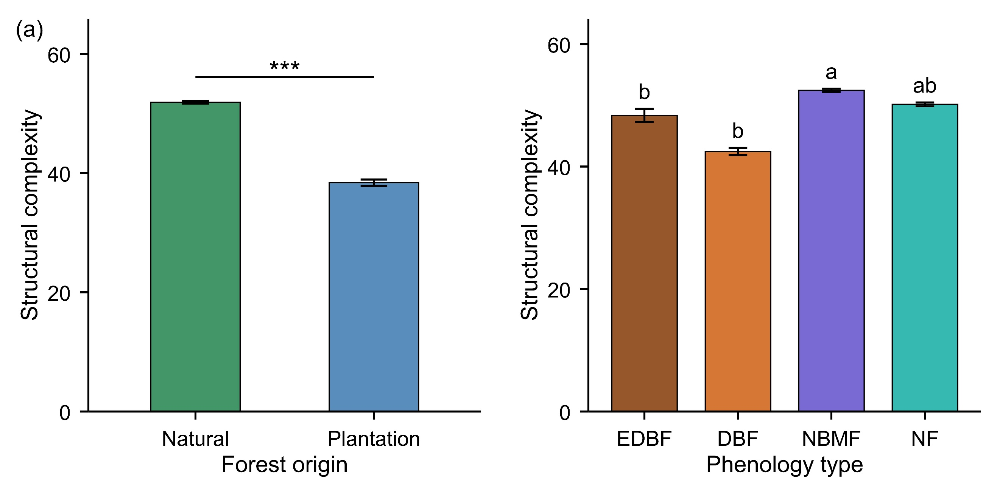 (a)
60
40
20
0
Structural complexity
***
Natural
Plantation
Forest origin
60
40
20
0
Structural complexity
b
b
a
ab
EDBF
DBF
NBMF
NF
Phenology type